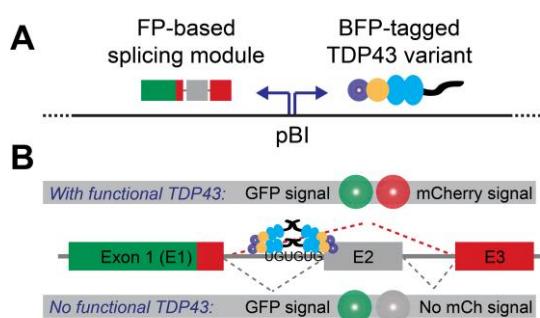 A
FP-based
splicing module
BFP-tagged
TDP43 variant
pBI
B
With functional TDP43: GFP signal mCherry signal
Exon 1 (E1) UGUGUG E2 E3
No functional TDP43: GFP signal No mCh signal